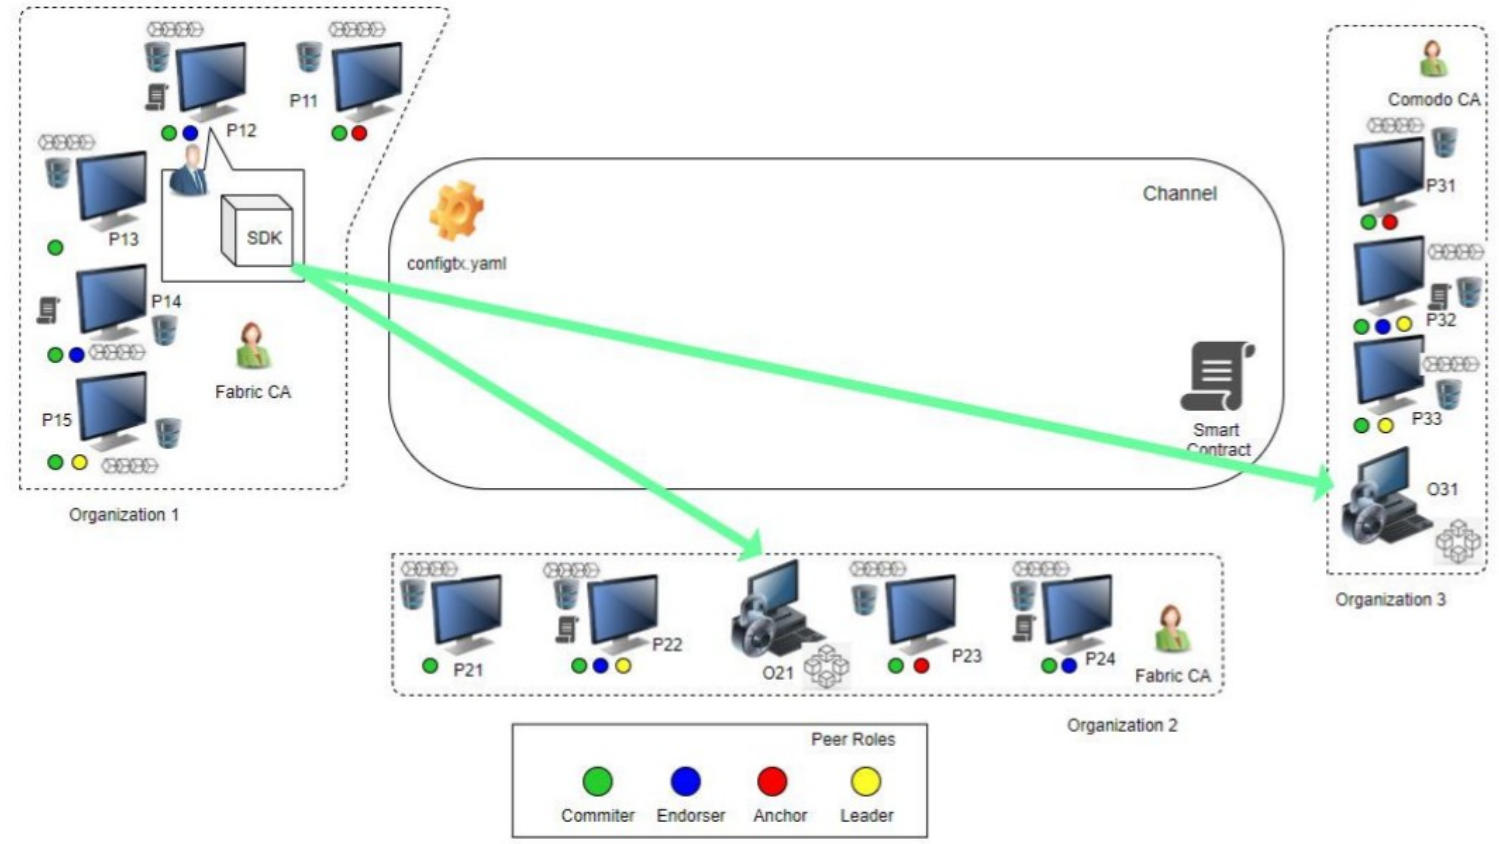 P12
P11
P13
SDK
P14
Fabric CA
P15
Organization 1
Channel
configtx.yaml
Smart
Contract
Comodo CA
P31
P32
P33
O31
Organization 3
P21
P22
O21
P23
P24
Fabric CA
Organization 2
Peer Roles
Commiter
Endorser
Anchor
Leader